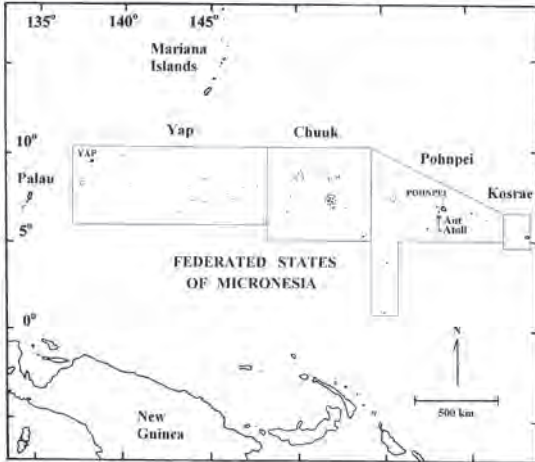 135° 140° 145°
Mariana
Islands
Yap
Chuuk
Pohnpei
Kosrae
10°
YAP
Palau
POHNPEI
Ant
Atoll
5°
FEDERATED STATES
OF MICRONESIA
0°
N
500 km
New
Guinea